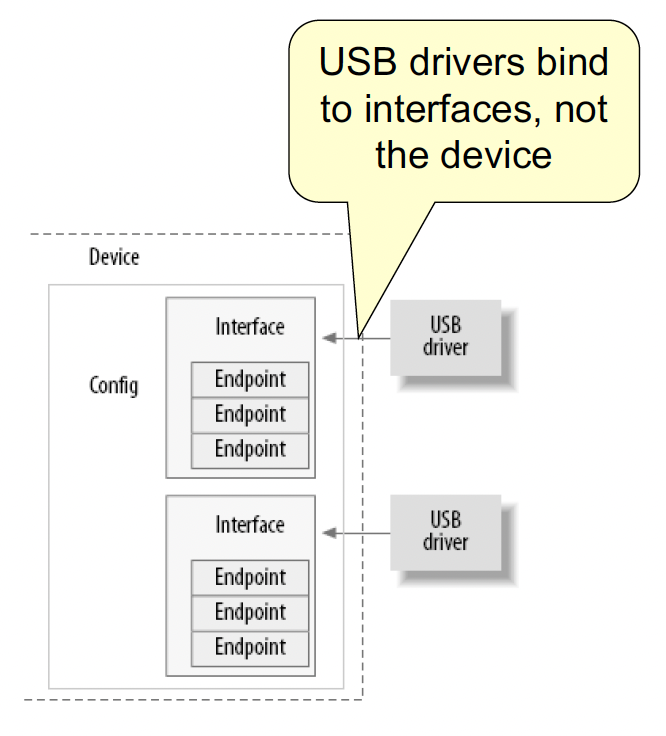 USB drivers bind
to interfaces, not
the device
Device
Config
Interface
Endpoint
Endpoint
Endpoint
USB
driver
Interface
Endpoint
Endpoint
Endpoint
USB
driver